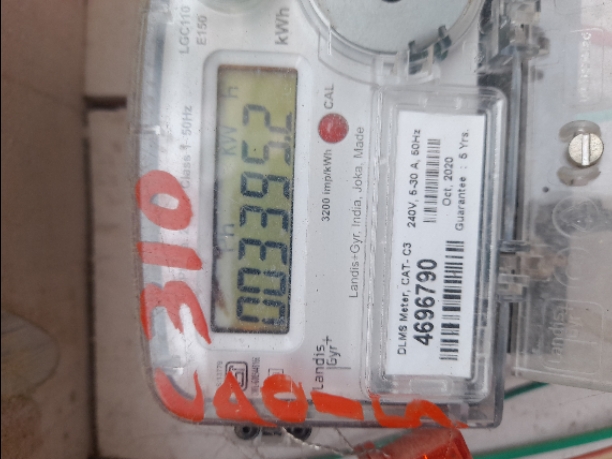 C310
LGC110
E150
Class 1 50Hz
kWh
KW h
0033952
3200 imp/kWh CAL
Landis
Gyr+
Landis+Gyr, India, Joka, Made
DLMS Meter, CAT- C3 240V, 5-30 A, 50Hz
4696790
Oct, 2020
Guarantee : 5 Yrs.